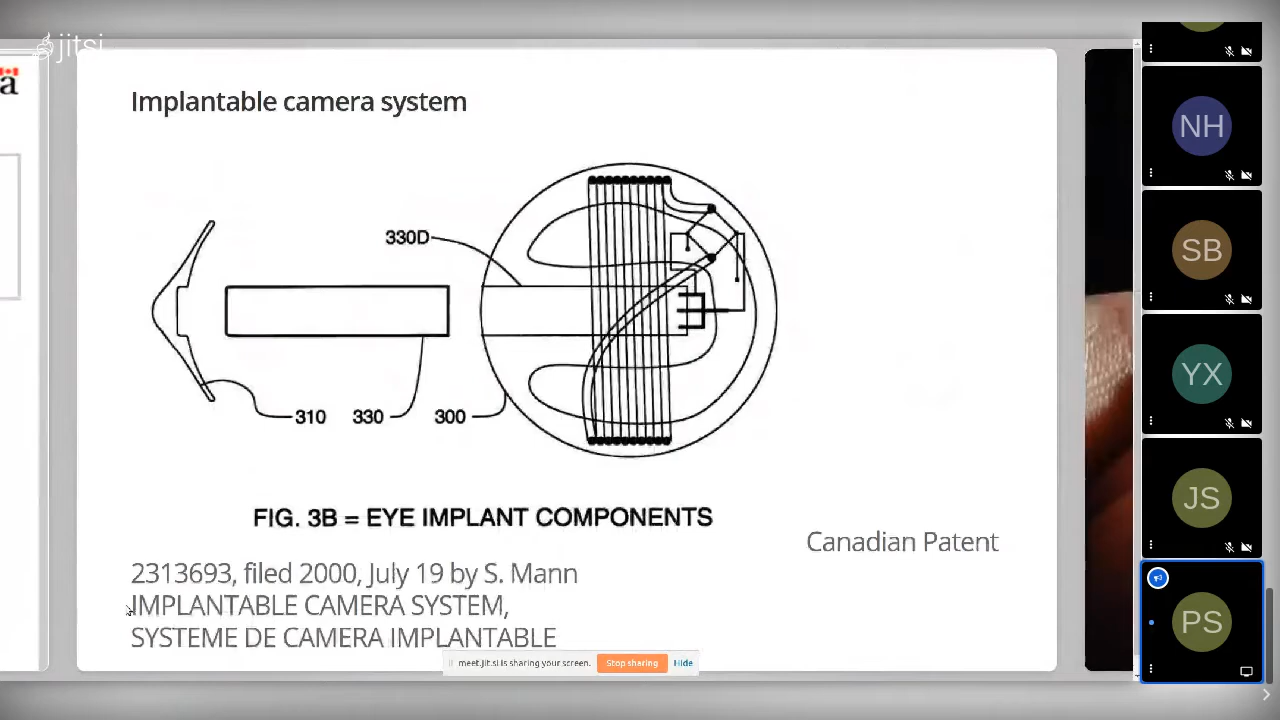 jitsi
a
Implantable camera system
330D
310
330
300
FIG. 3B = EYE IMPLANT COMPONENTS
Canadian Patent
2313693, filed 2000, July 19 by S. Mann
IMPLANTABLE CAMERA SYSTEM,
SYSTEME DE CAMERA IMPLANTABLE
meet.jit.si is sharing your screen.
Stop sharing
Hide
NH
SB
YX
JS
PS